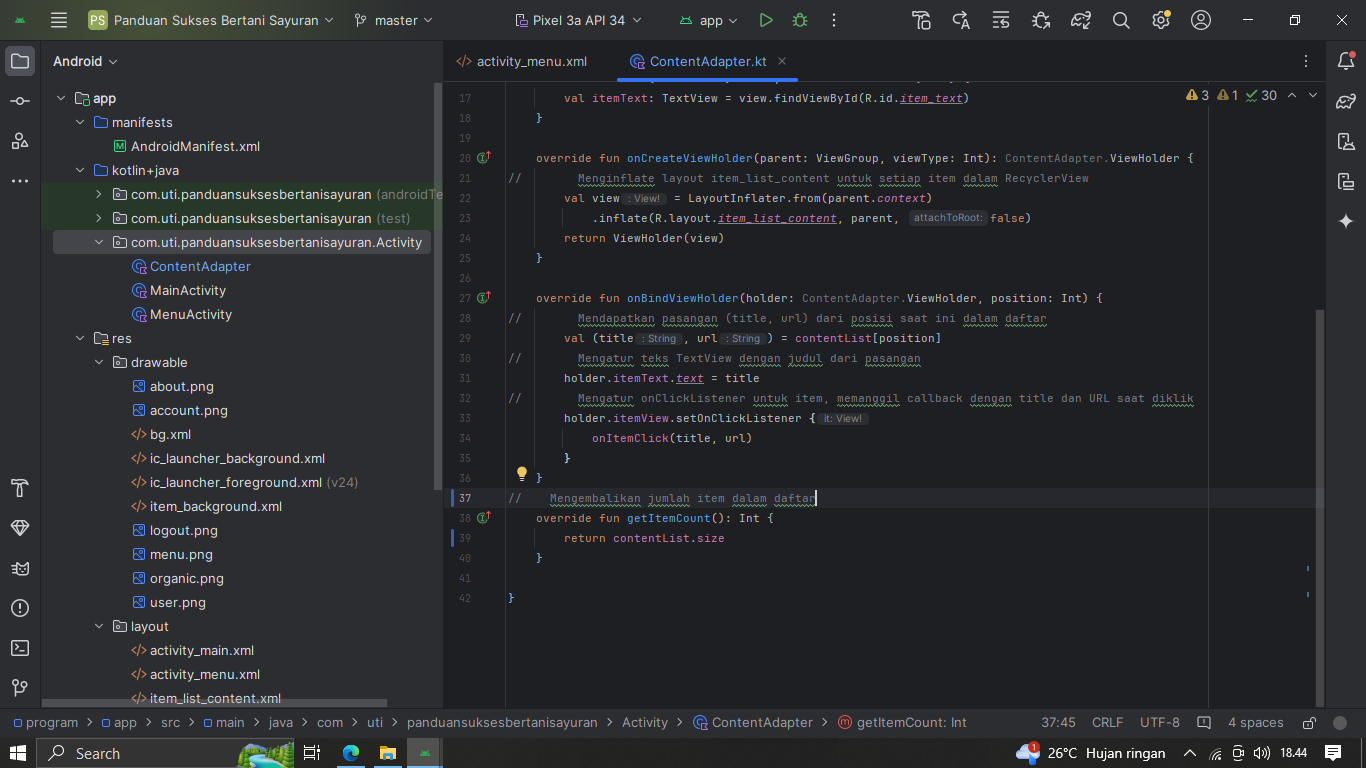 PS Panduan Sukses Bertani Sayuran master Pixel 3a API 34 app
Android
app
manifests
AndroidManifest.xml
kotlin+java
com.uti.panduansuksesbertanisayuran (androidTe
com.uti.panduansuksesbertanisayuran (test)
com.uti.panduansuksesbertanisayuran.Activity
ContentAdapter
MainActivity
MenuActivity
res
drawable
about.png
account.png
bg.xml
ic_launcher_background.xml
ic_launcher_foreground.xml (v24)
item_background.xml
logout.png
menu.png
organic.png
user.png
layout
activity_main.xml
activity_menu.xml
item_list_content.xml
activity_menu.xml ContentAdapter.kt
3 1 30
17 val itemText: TextView = view.findViewById(R.id.item_text)
18 }
19
20 override fun onCreateViewHolder(parent: ViewGroup, viewType: Int): ContentAdapter.ViewHolder {
21 // Menginflate layout item_list_content untuk setiap item dalam RecyclerView
22 val view : View! = LayoutInflater.from(parent.context)
23 .inflate(R.layout.item_list_content, parent, attachToRoot: false)
24 return ViewHolder(view)
25 }
26
27 override fun onBindViewHolder(holder: ContentAdapter.ViewHolder, position: Int) {
28 // Mendapatkan pasangan (title, url) dari posisi saat ini dalam daftar
29 val (title : String , url : String ) = contentList[position]
30 // Mengatur teks TextView dengan judul dari pasangan
31 holder.itemText.text = title
32 // Mengatur onClickListener untuk item, memanggil callback dengan title dan URL saat diklik
33 holder.itemView.setOnClickListener { it: View!
34 onItemClick(title, url)
35 }
36 }
37 // Mengembalikan jumlah item dalam daftar
38 override fun getItemCount(): Int {
39 return contentList.size
40 }
41
42 }
program > app > src > main > java > com > uti > panduansuksesbertanisayuran > Activity > ContentAdapter > getItemCount: Int 37:45 CRLF UTF-8 4 spaces
Search 1 26°C Hujan ringan 18.44